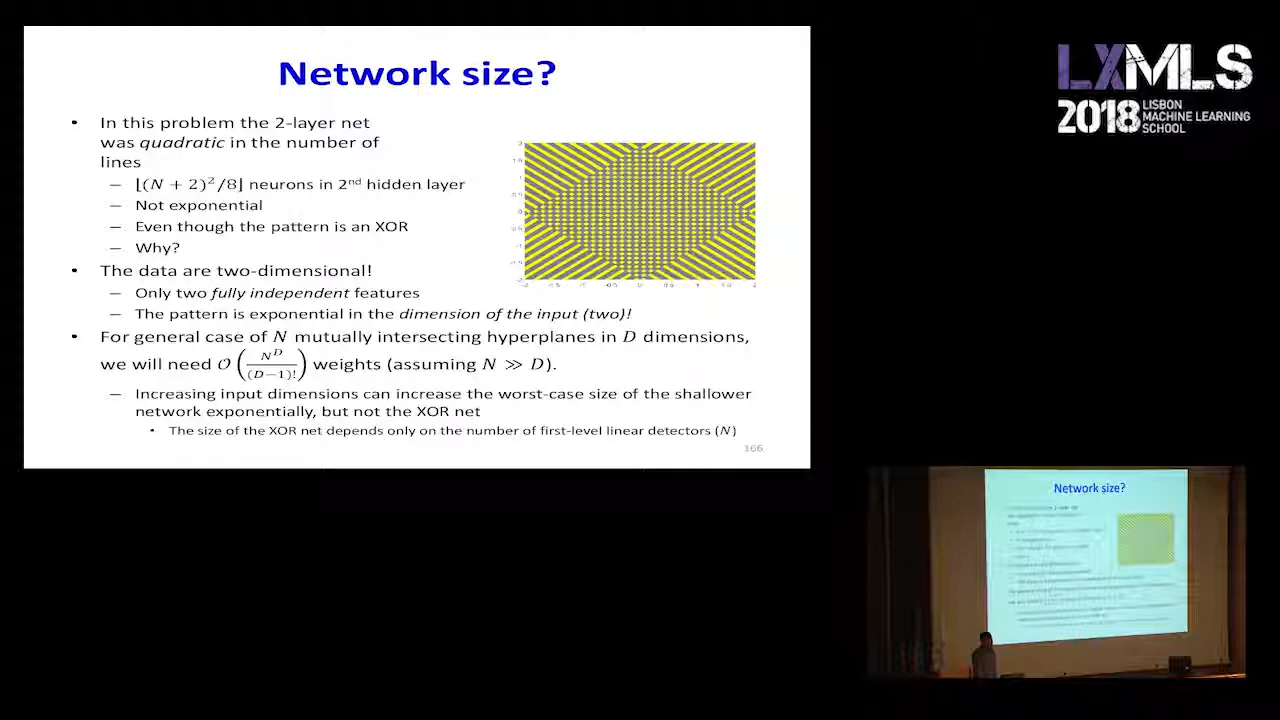 Network size?
• In this problem the 2-layer net
was quadratic in the number of
lines
– ⌊(N + 2)²/8⌋ neurons in 2nd hidden layer
– Not exponential
– Even though the pattern is an XOR
– Why?
• The data are two-dimensional!
– Only two fully independent features
– The pattern is exponential in the dimension of the input (two)!
• For general case of N mutually intersecting hyperplanes in D dimensions,
we will need 𝒪(N^D/(D−1)!) weights (assuming N ≫ D).
– Increasing input dimensions can increase the worst-case size of the shallower
network exponentially, but not the XOR net
• The size of the XOR net depends only on the number of first-level linear detectors (N)
166
LXMLS
2018 LISBON
MACHINE LEARNING
SCHOOL
Network size?